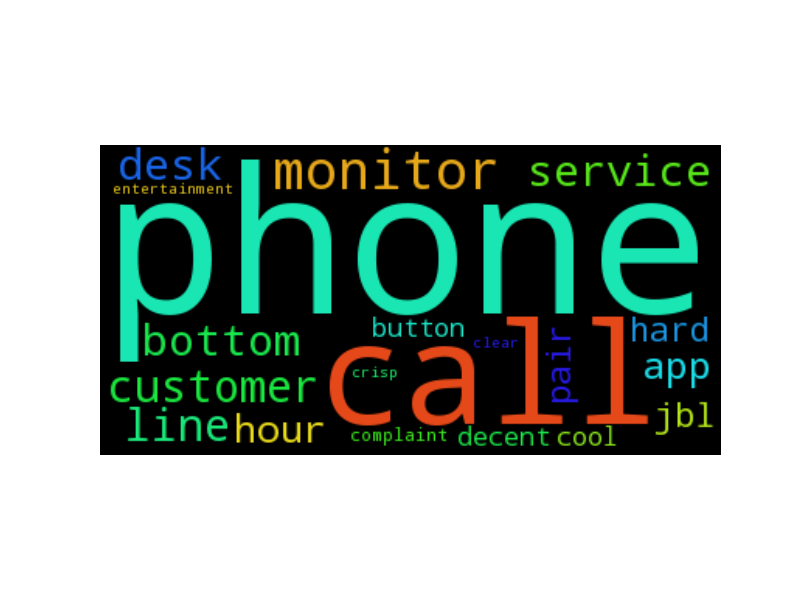 desk monitor service
entertainment
phone
bottom button clear pair hard
customer crisp call app
line hour complaint decent cool jbl